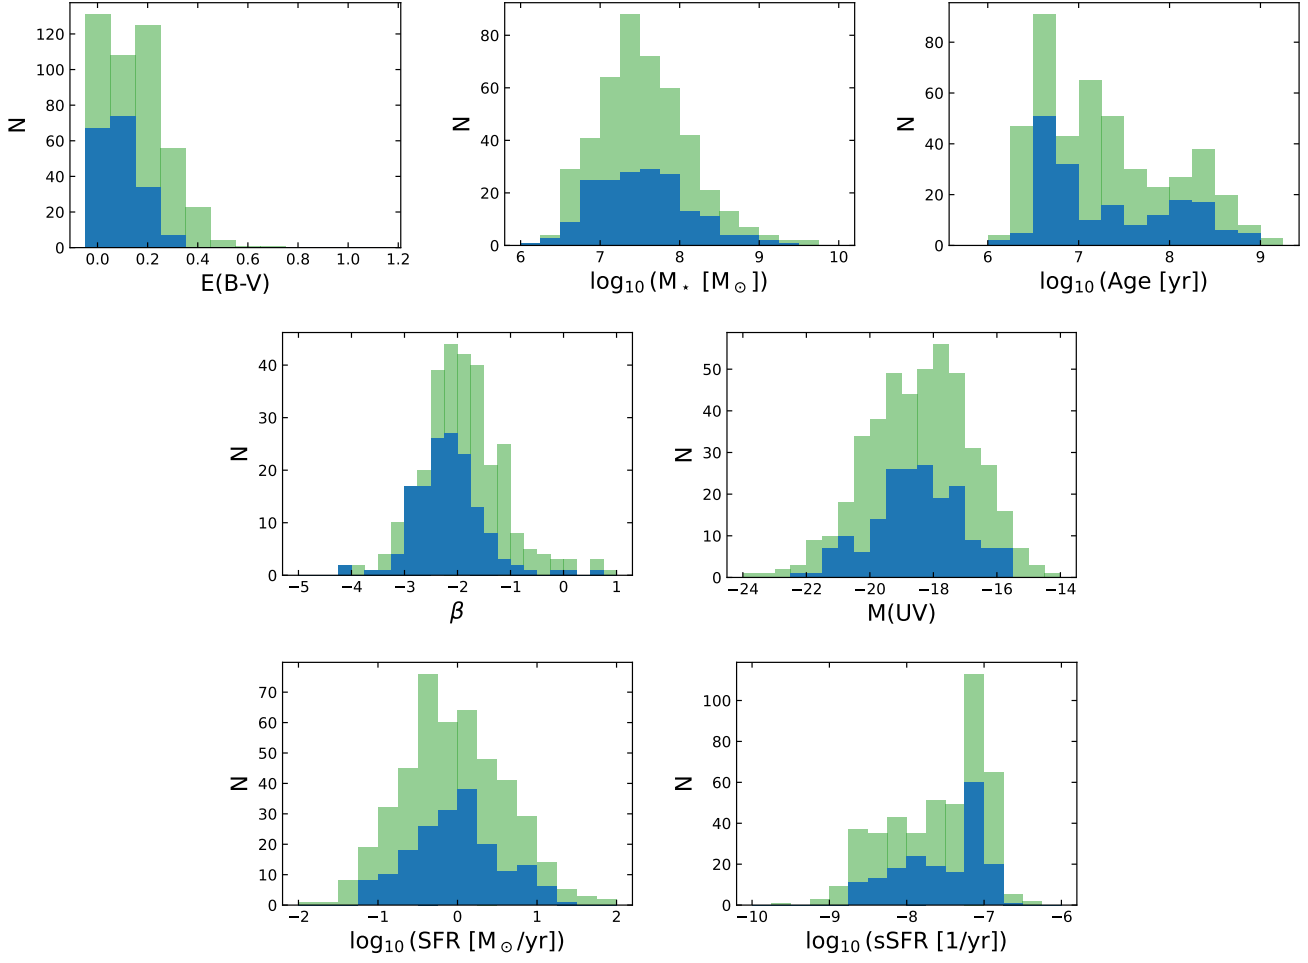 N
120
100
80
60
40
20
0
0.0 0.2 0.4 0.6 0.8 1.0 1.2
E(B-V)
N
80
60
40
20
0
6 7 8 9 10
log₁₀ (M⋆ [M⊙])
N
80
60
40
20
0
6 7 8 9
log₁₀ (Age [yr])
N
40
30
20
10
0
−5 −4 −3 −2 −1 0 1
β
N
50
40
30
20
10
0
−24 −22 −20 −18 −16 −14
M(UV)
N
70
60
50
40
30
20
10
0
−2 −1 0 1 2
log₁₀ (SFR [M⊙/yr])
N
100
80
60
40
20
0
−10 −9 −8 −7 −6
log₁₀ (sSFR [1/yr])